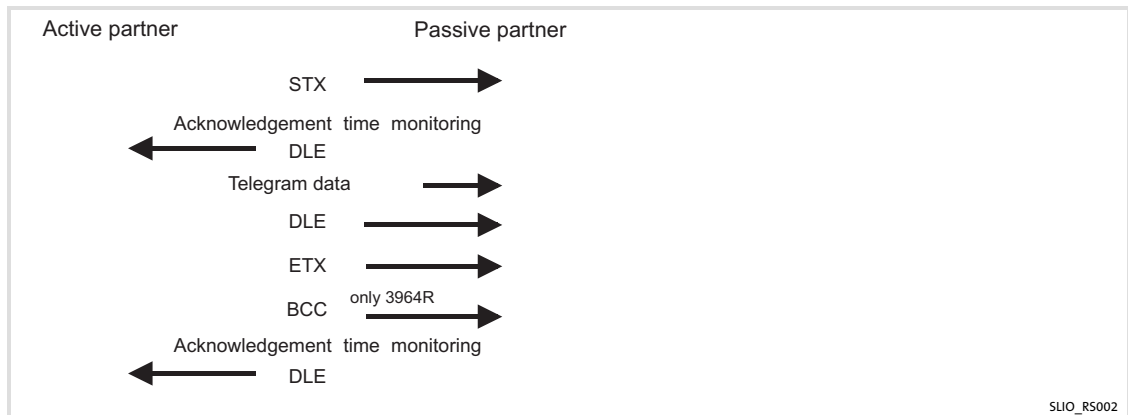 Active partner Passive partner
STX
Acknowledgement time monitoring
DLE
Telegram data
DLE
ETX
BCC only 3964R
Acknowledgement time monitoring
DLE
SLIO_RS002